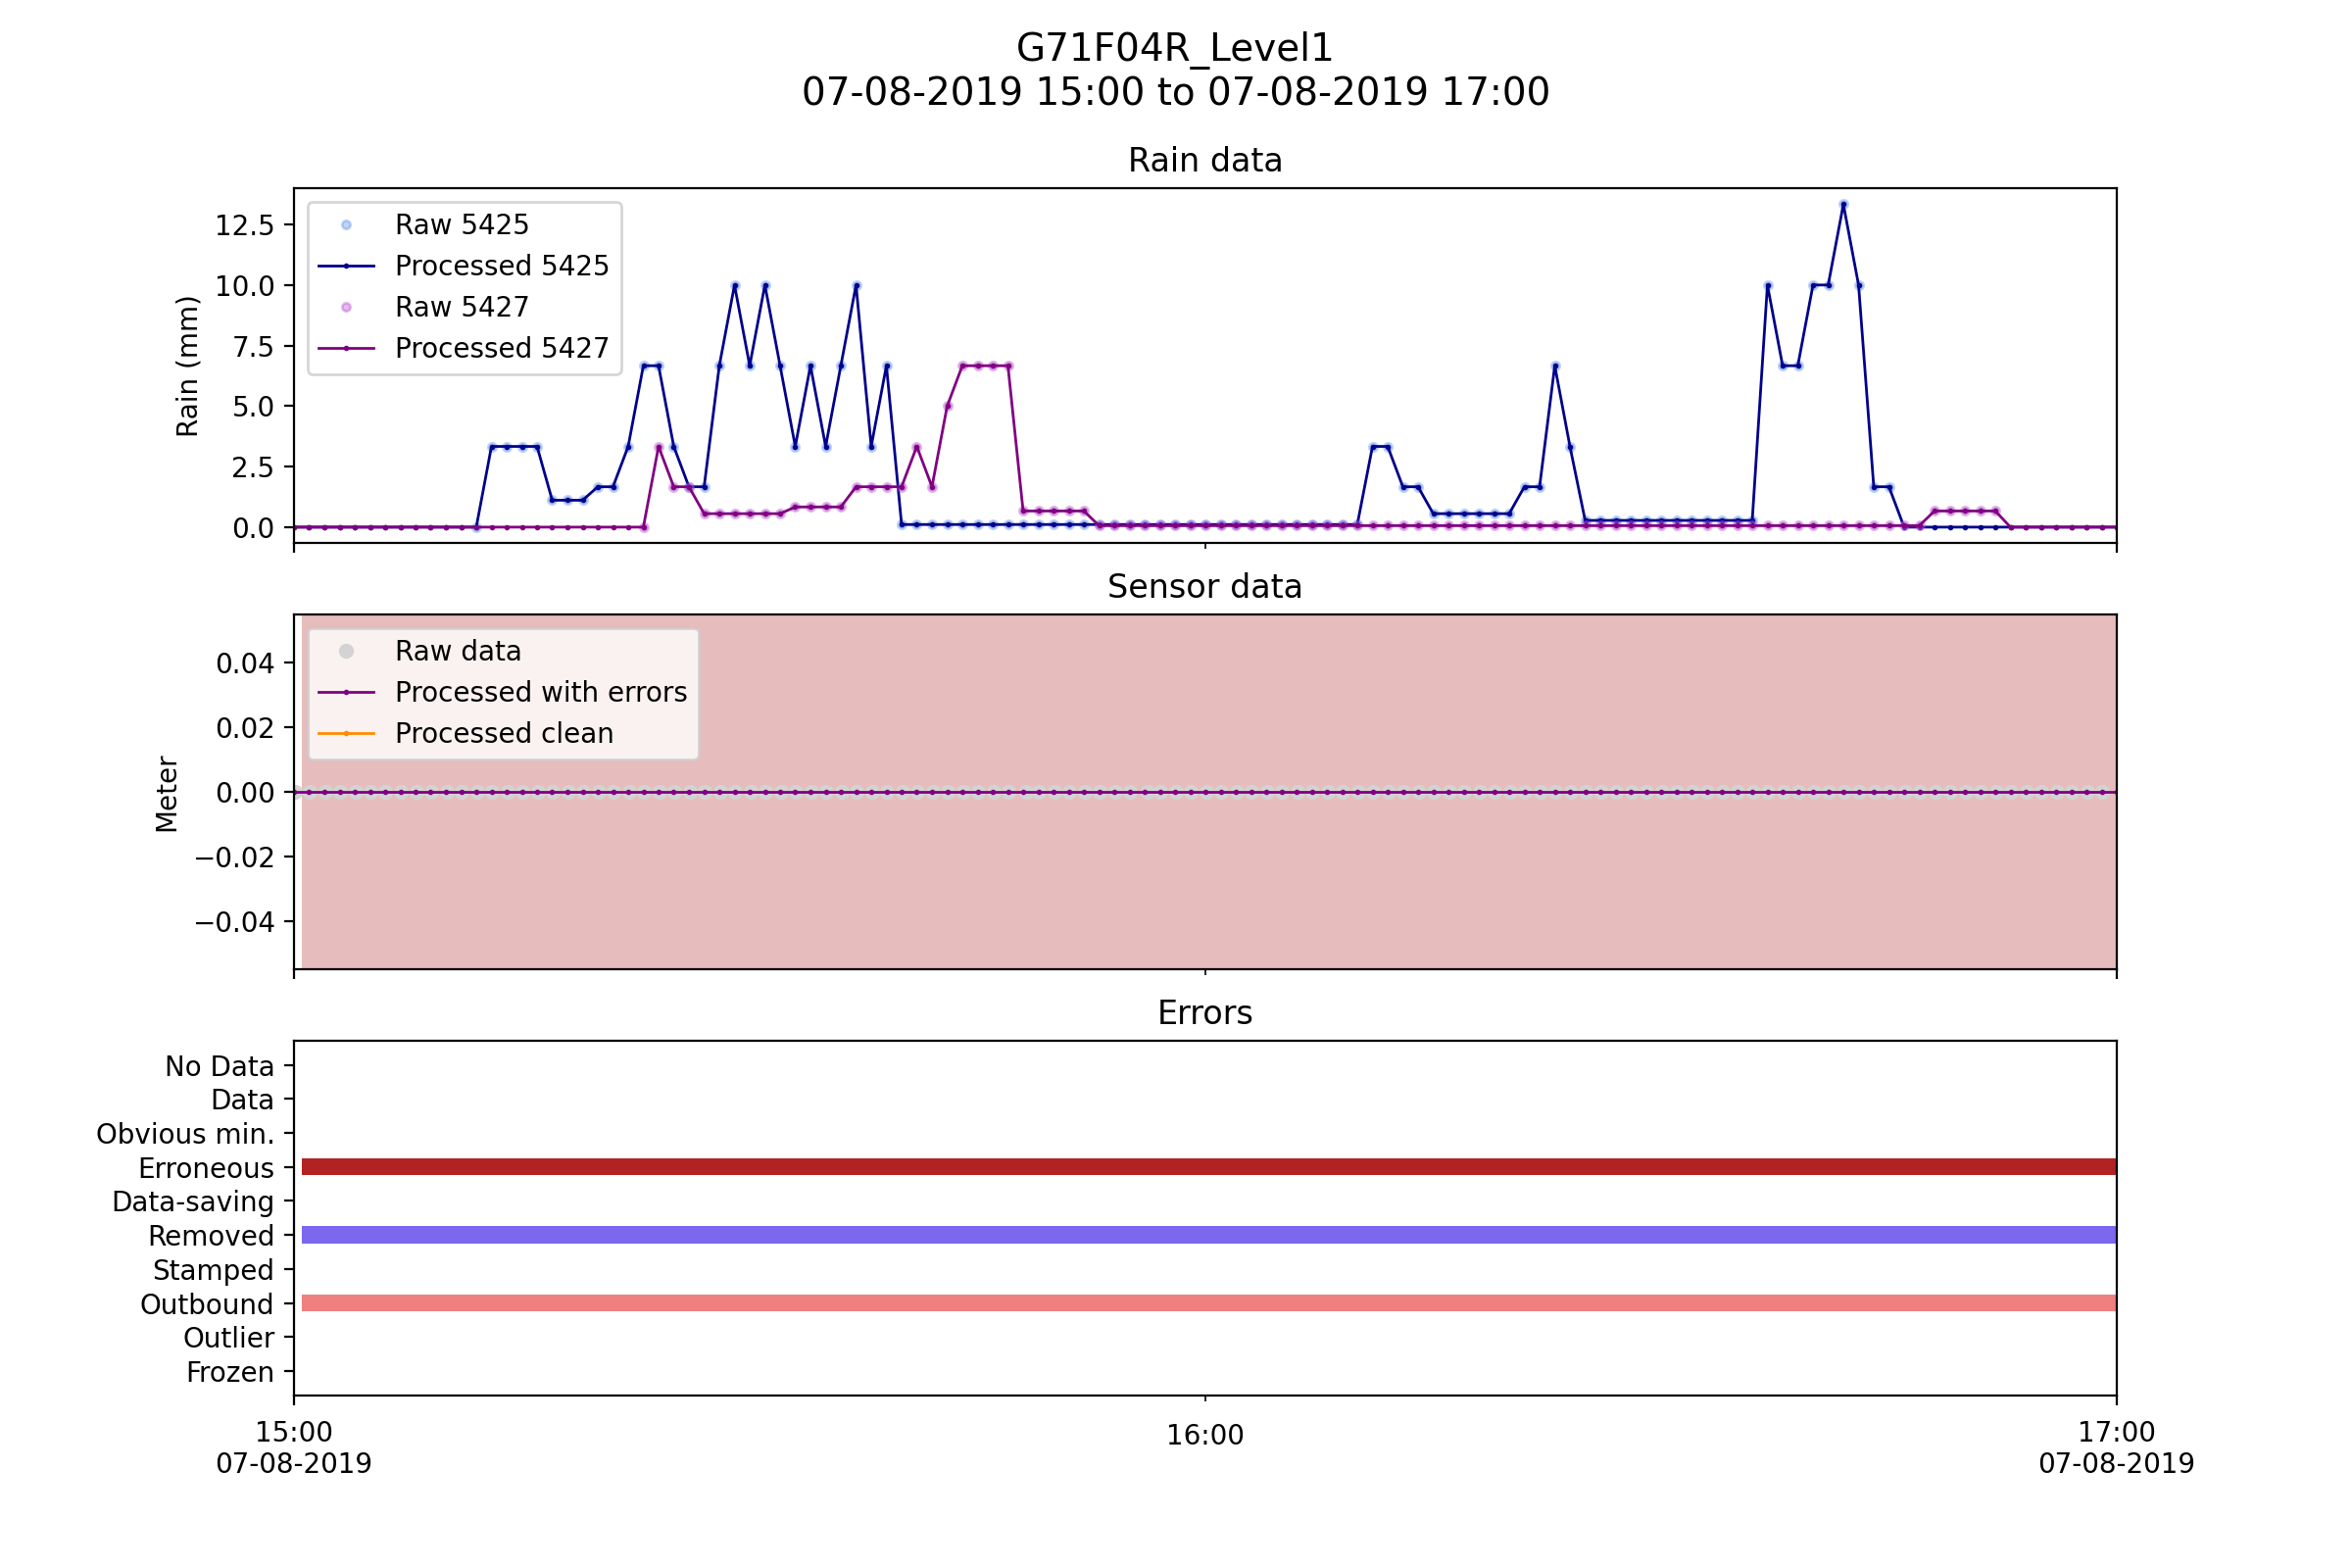 G71F04R_Level1
07-08-2019 15:00 to 07-08-2019 17:00
Rain data
12.5
10.0
7.5
5.0
2.5
0.0
Rain (mm)
Raw 5425
Processed 5425
Raw 5427
Processed 5427
Sensor data
0.04
0.02
0.00
−0.02
−0.04
Meter
Raw data
Processed with errors
Processed clean
Errors
No Data
Data
Obvious min.
Erroneous
Data-saving
Removed
Stamped
Outbound
Outlier
Frozen
15:00
07-08-2019
16:00
17:00
07-08-2019